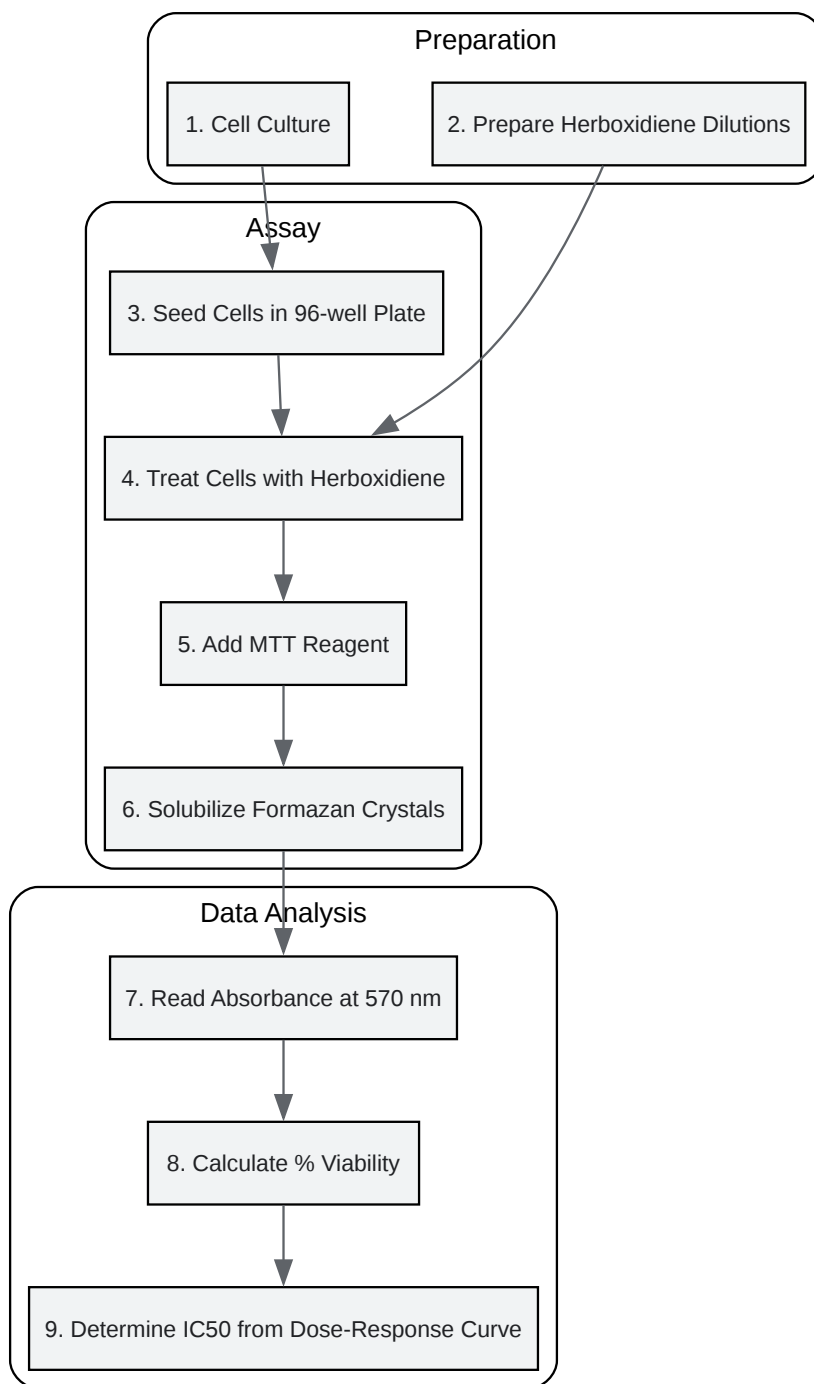 Preparation
1. Cell Culture
2. Prepare Herboxidiene Dilutions
Assay
3. Seed Cells in 96-well Plate
4. Treat Cells with Herboxidiene
5. Add MTT Reagent
6. Solubilize Formazan Crystals
Data Analysis
7. Read Absorbance at 570 nm
8. Calculate % Viability
9. Determine IC50 from Dose-Response Curve